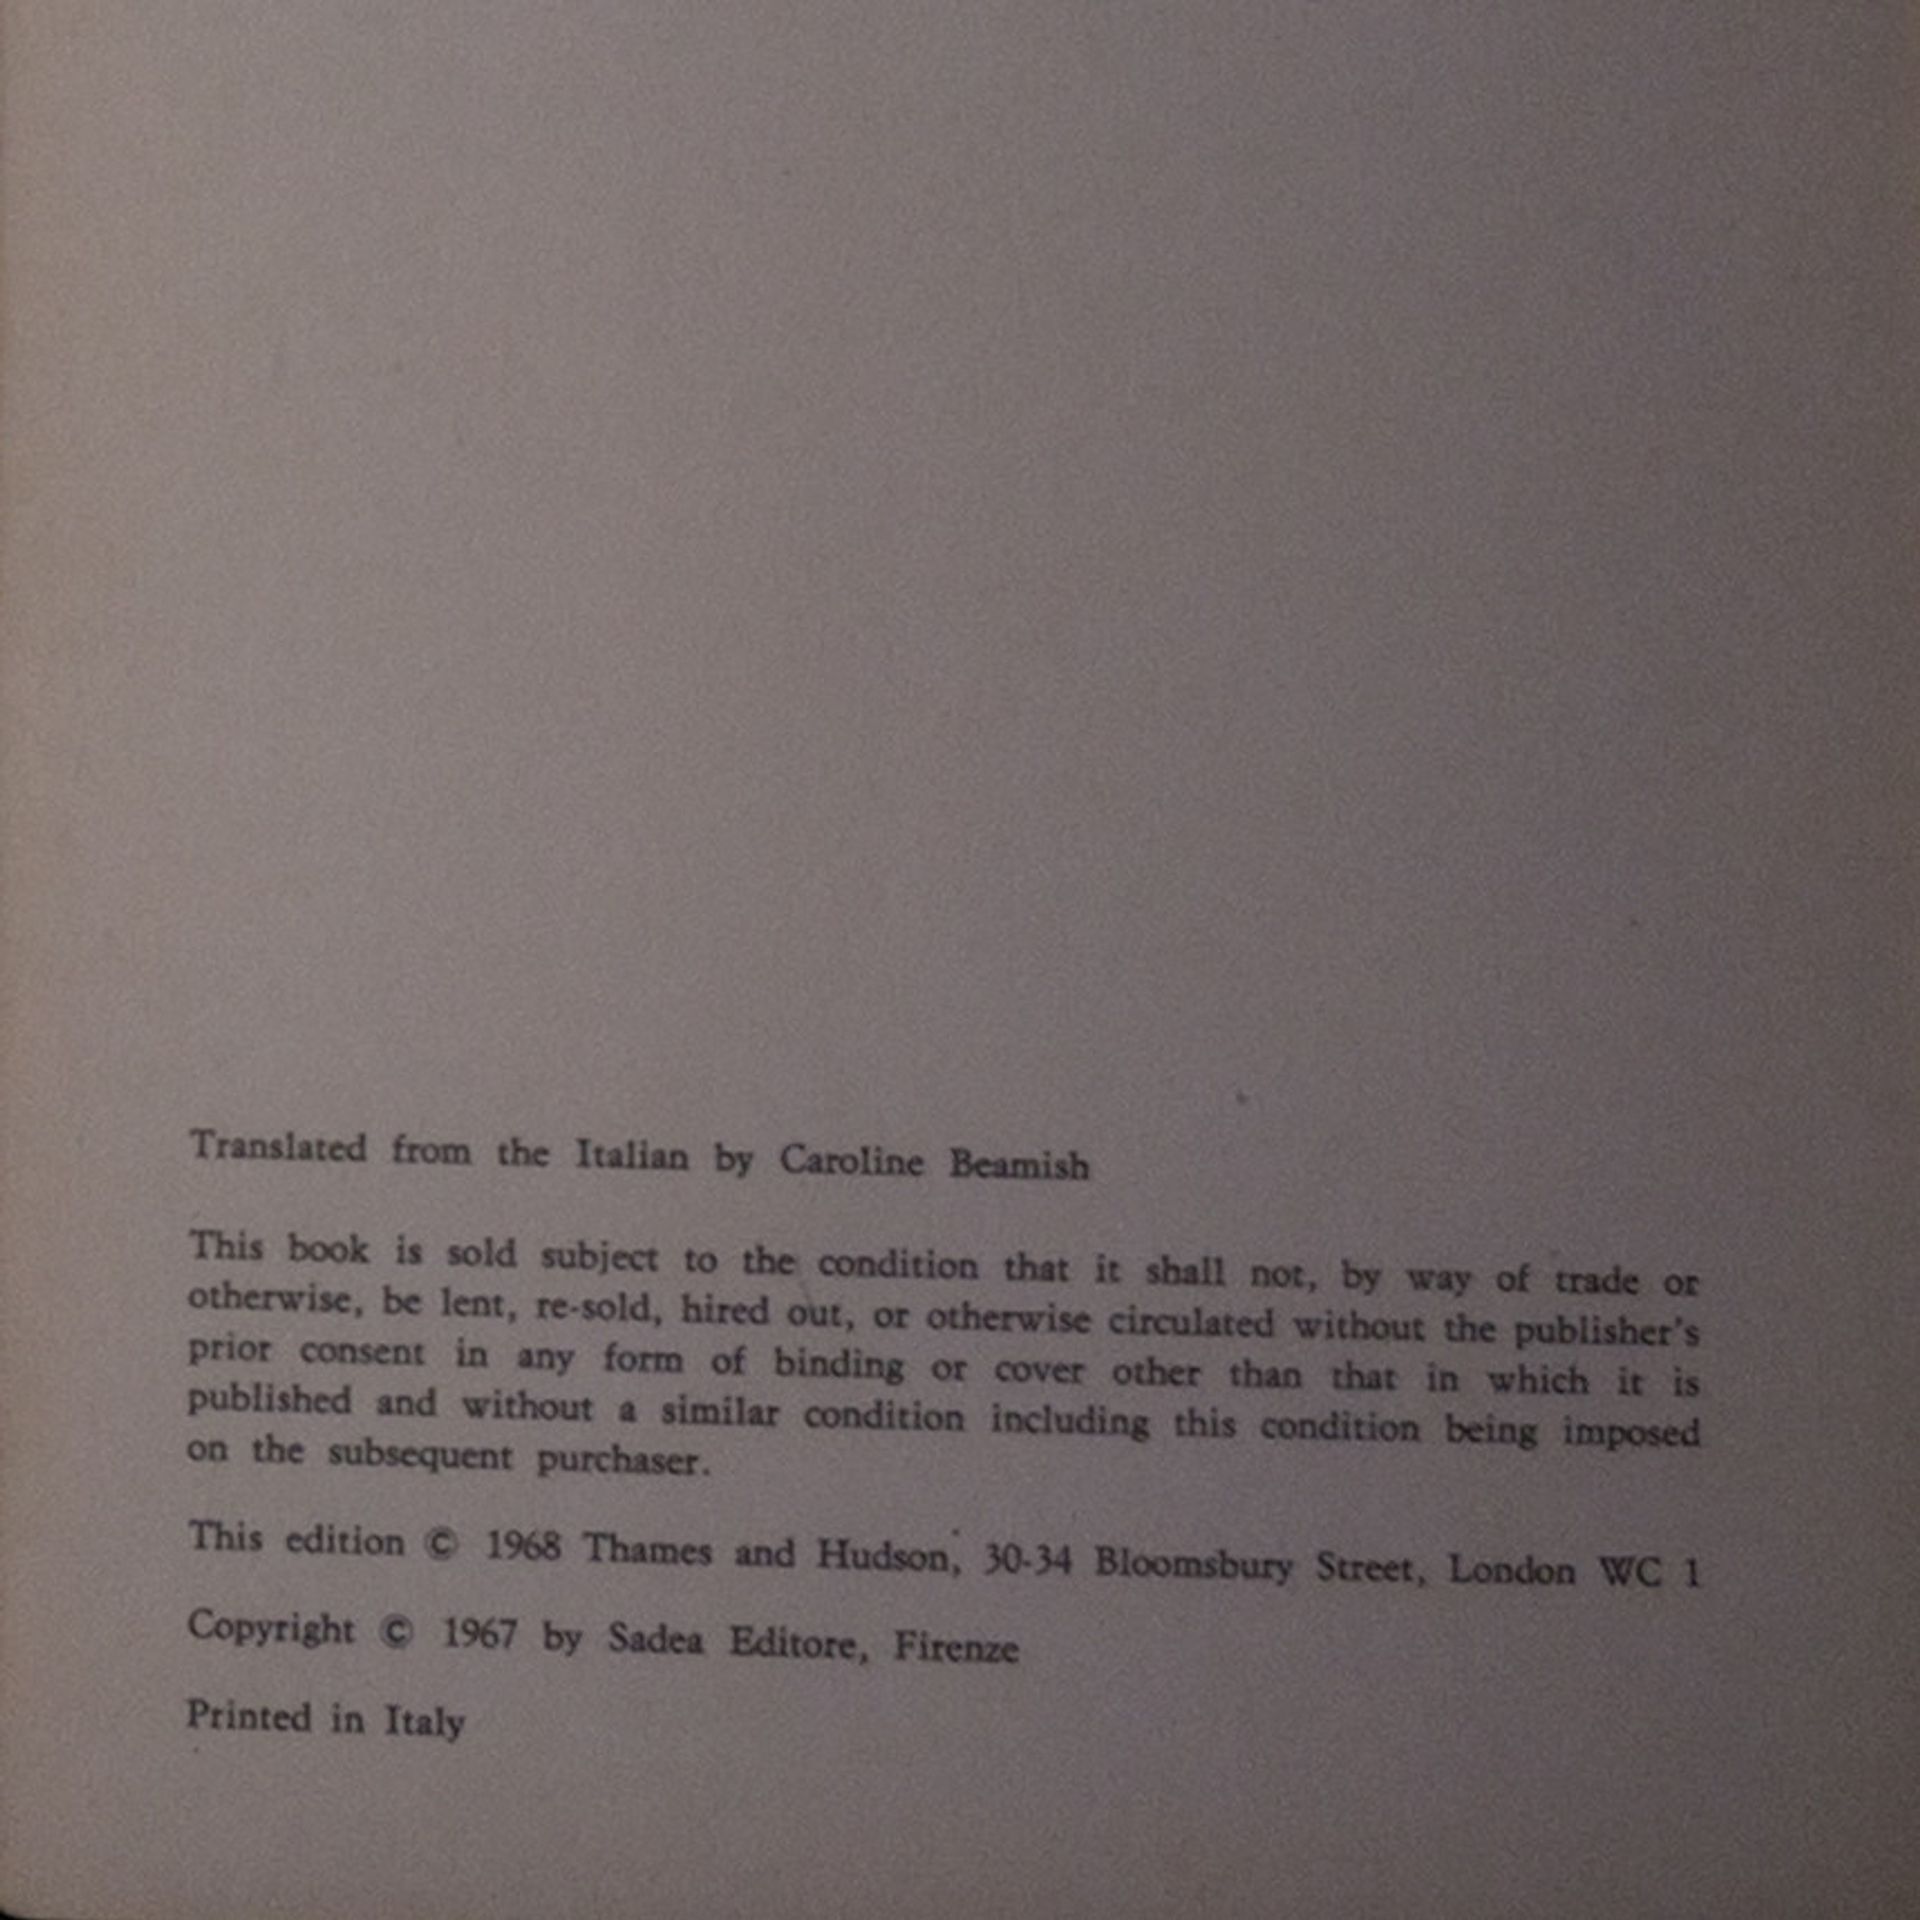 Translated from the Italian by Caroline Beamish
This book is sold subject to the condition that it shall not, by way of trade or
otherwise, be lent, re-sold, hired out, or otherwise circulated without the publisher's
prior consent in any form of binding or cover other than that in which it is
published and without a similar condition including this condition being imposed
on the subsequent purchaser.
This edition © 1968 Thames and Hudson, 30-34 Bloomsbury Street, London WC 1
Copyright © 1967 by Sadea Editore, Firenze
Printed in Italy